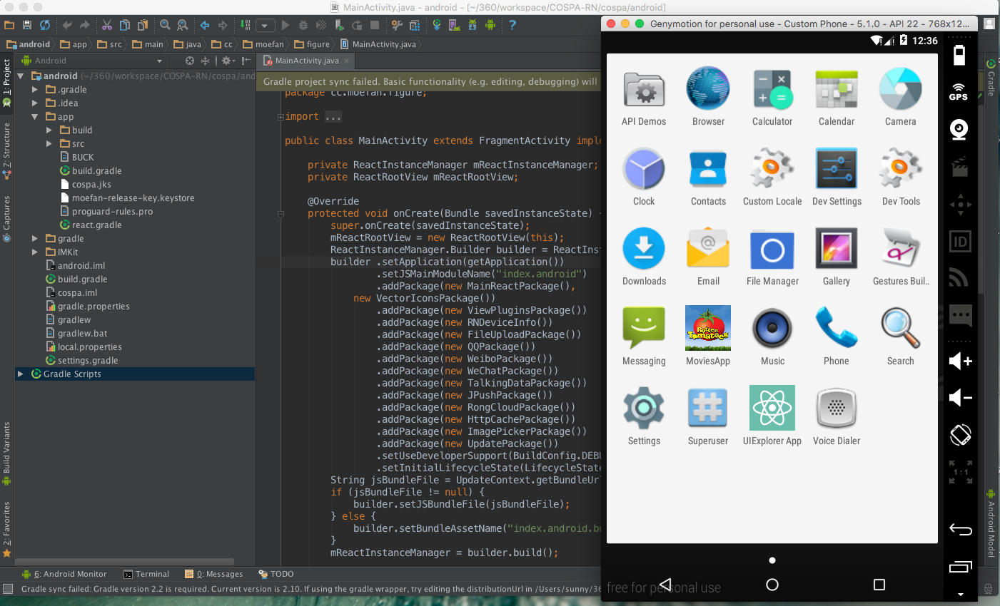 MainActivity.java - android - [~/360/workspace/COSPA-RN/cospa/android]
android
app
src
main
java
cc
moefan
figure
MainActivity.java
1: Project
Z: Structure
Captures
Build Variants
2: Favorites
Android
android (~/360/workspace/COSPA-RN/cospa/and
.gradle
.idea
app
build
src
BUCK
build.gradle
cospa.jks
moefan-release-key.keystore
proguard-rules.pro
react.gradle
gradle
IMKit
android.iml
build.gradle
cospa.iml
gradle.properties
gradlew
gradlew.bat
local.properties
settings.gradle
Gradle Scripts
MainActivity.java
Gradle project sync failed. Basic functionality (e.g. editing, debugging) will
package cc.moefan.figure;
import ...
public class MainActivity extends FragmentActivity imple
private ReactInstanceManager mReactInstanceManager;
private ReactRootView mReactRootView;
@Override
protected void onCreate(Bundle savedInstanceState) {
super.onCreate(savedInstanceState);
mReactRootView = new ReactRootView(this);
ReactInstanceManager.Builder builder = ReactInst
builder .setApplication(getApplication())
.setJSMainModuleName("index.android")
.addPackage(new MainReactPackage(),
new VectorIconsPackage())
.addPackage(new ViewPluginsPackage())
.addPackage(new RNDeviceInfo())
.addPackage(new FileUploadPackage())
.addPackage(new QQPackage())
.addPackage(new WeiboPackage())
.addPackage(new WeChatPackage())
.addPackage(new TalkingDataPackage())
.addPackage(new JPushPackage())
.addPackage(new RongCloudPackage())
.addPackage(new HttpCachePackage())
.addPackage(new ImagePickerPackage())
.addPackage(new UpdatePackage())
.setUseDeveloperSupport(BuildConfig.DEBU
.setInitialLifecycleState(LifecycleState
String jsBundleFile = UpdateContext.getBundleUrl
if (jsBundleFile != null) {
builder.setJSBundleFile(jsBundleFile);
} else {
builder.setBundleAssetName("index.android.bu
}
mReactInstanceManager = builder.build();
6: Android Monitor
Terminal
0: Messages
TODO
Gradle sync failed: Gradle version 2.2 is required. Current version is 2.10. If using the gradle wrapper, try editing the distributionUrl in /Users/sunny/36
Genymotion for personal use - Custom Phone - 5.1.0 - API 22 - 768x12...
12:36
API Demos
Browser
Calculator
Calendar
Camera
Clock
Contacts
Custom Locale
Dev Settings
Dev Tools
Downloads
Email
File Manager
Gallery
Gestures Buil..
Messaging
Rotten
Tomatoes
MoviesApp
Music
Phone
Search
Settings
Superuser
UIExplorer App
Voice Dialer
free for personal use
GPS
ID
1:1
Gradle
Android Model